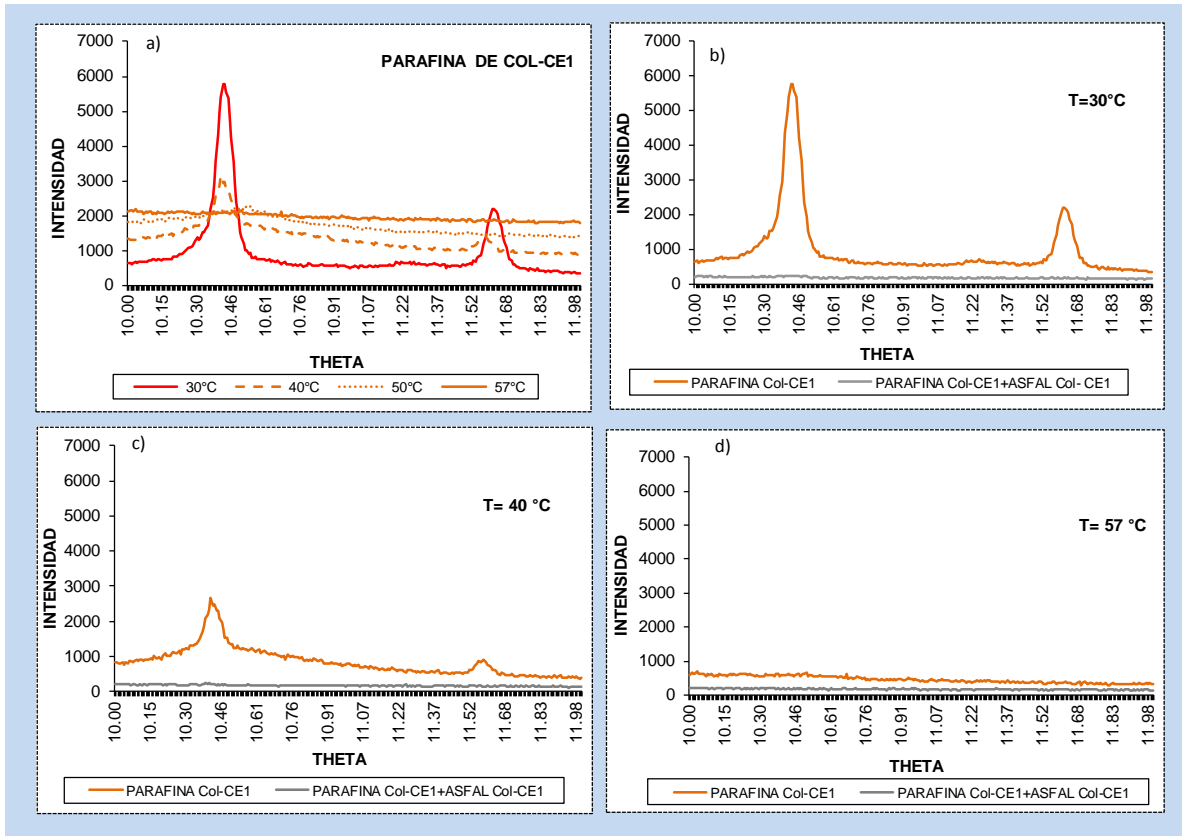 a)
PARAFINA DE COL-CE1
INTENSIDAD
7000
6000
5000
4000
3000
2000
1000
0
10.00 10.15 10.30 10.46 10.61 10.76 10.91 11.07 11.22 11.37 11.52 11.68 11.83 11.98
THETA
30°C 40°C 50°C 57°C
b)
T=30°C
INTENSIDAD
7000
6000
5000
4000
3000
2000
1000
0
10.00 10.15 10.30 10.46 10.61 10.76 10.91 11.07 11.22 11.37 11.52 11.68 11.83 11.98
THETA
PARAFINA Col-CE1 PARAFINA Col-CE1+ASFAL Col- CE1
c)
T= 40 °C
INTENSIDAD
7000
6000
5000
4000
3000
2000
1000
0
10.00 10.15 10.30 10.46 10.61 10.76 10.91 11.07 11.22 11.37 11.52 11.68 11.83 11.98
THETA
PARAFINA Col-CE1 PARAFINA Col-CE1+ASFAL Col-CE1
d)
T= 57 °C
INTENSIDAD
7000
6000
5000
4000
3000
2000
1000
0
10.00 10.15 10.30 10.46 10.61 10.76 10.91 11.07 11.22 11.37 11.52 11.68 11.83 11.98
THETA
PARAFINA Col-CE1 PARAFINA Col-CE1+ASFAL Col-CE1